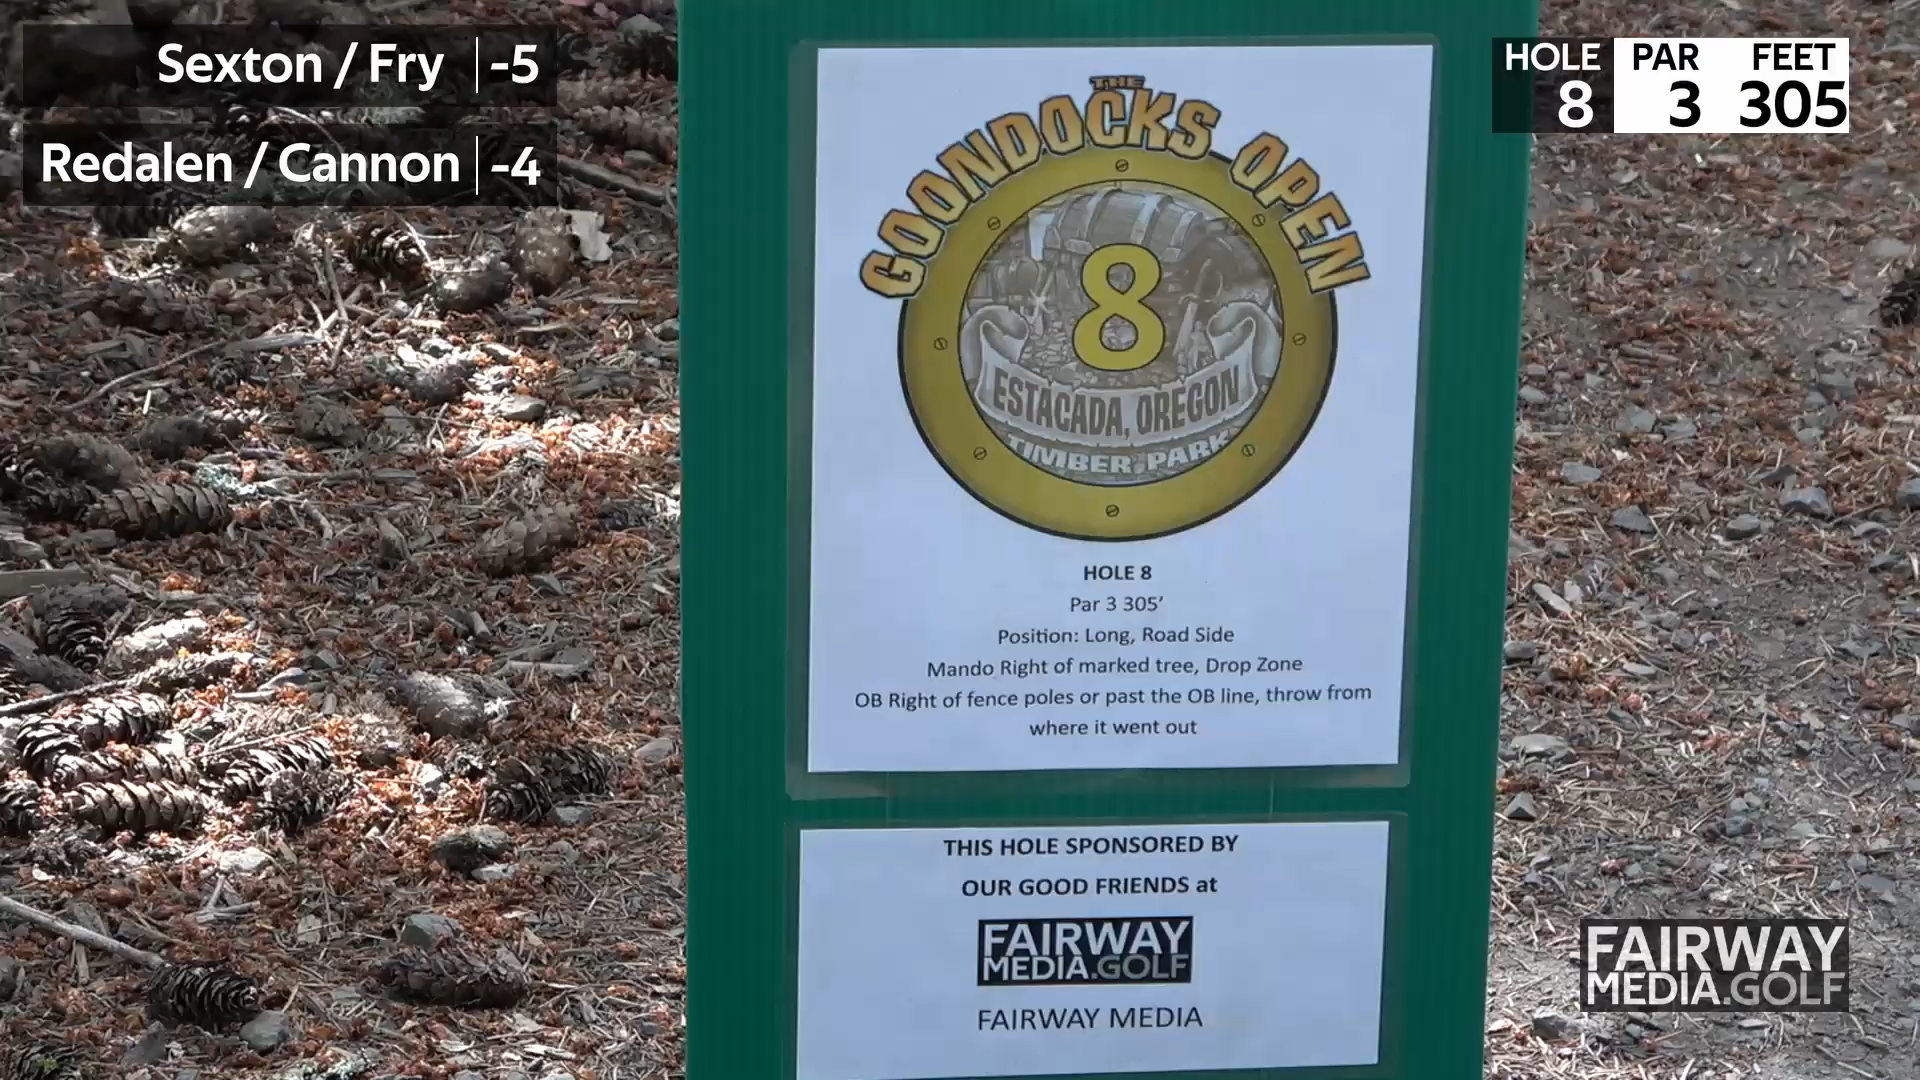 Sexton / Fry | -5
Redalen / Cannon | -4
HOLE PAR FEET
8 3 305
THE
GOONDOCKS OPEN
8
ESTACADA, OREGON
TIMBER PARK
HOLE 8
Par 3 305’
Position: Long, Road Side
Mando Right of marked tree, Drop Zone
OB Right of fence poles or past the OB line, throw from
where it went out
THIS HOLE SPONSORED BY
OUR GOOD FRIENDS at
FAIRWAY
MEDIA.GOLF
FAIRWAY MEDIA
FAIRWAY
MEDIA.GOLF